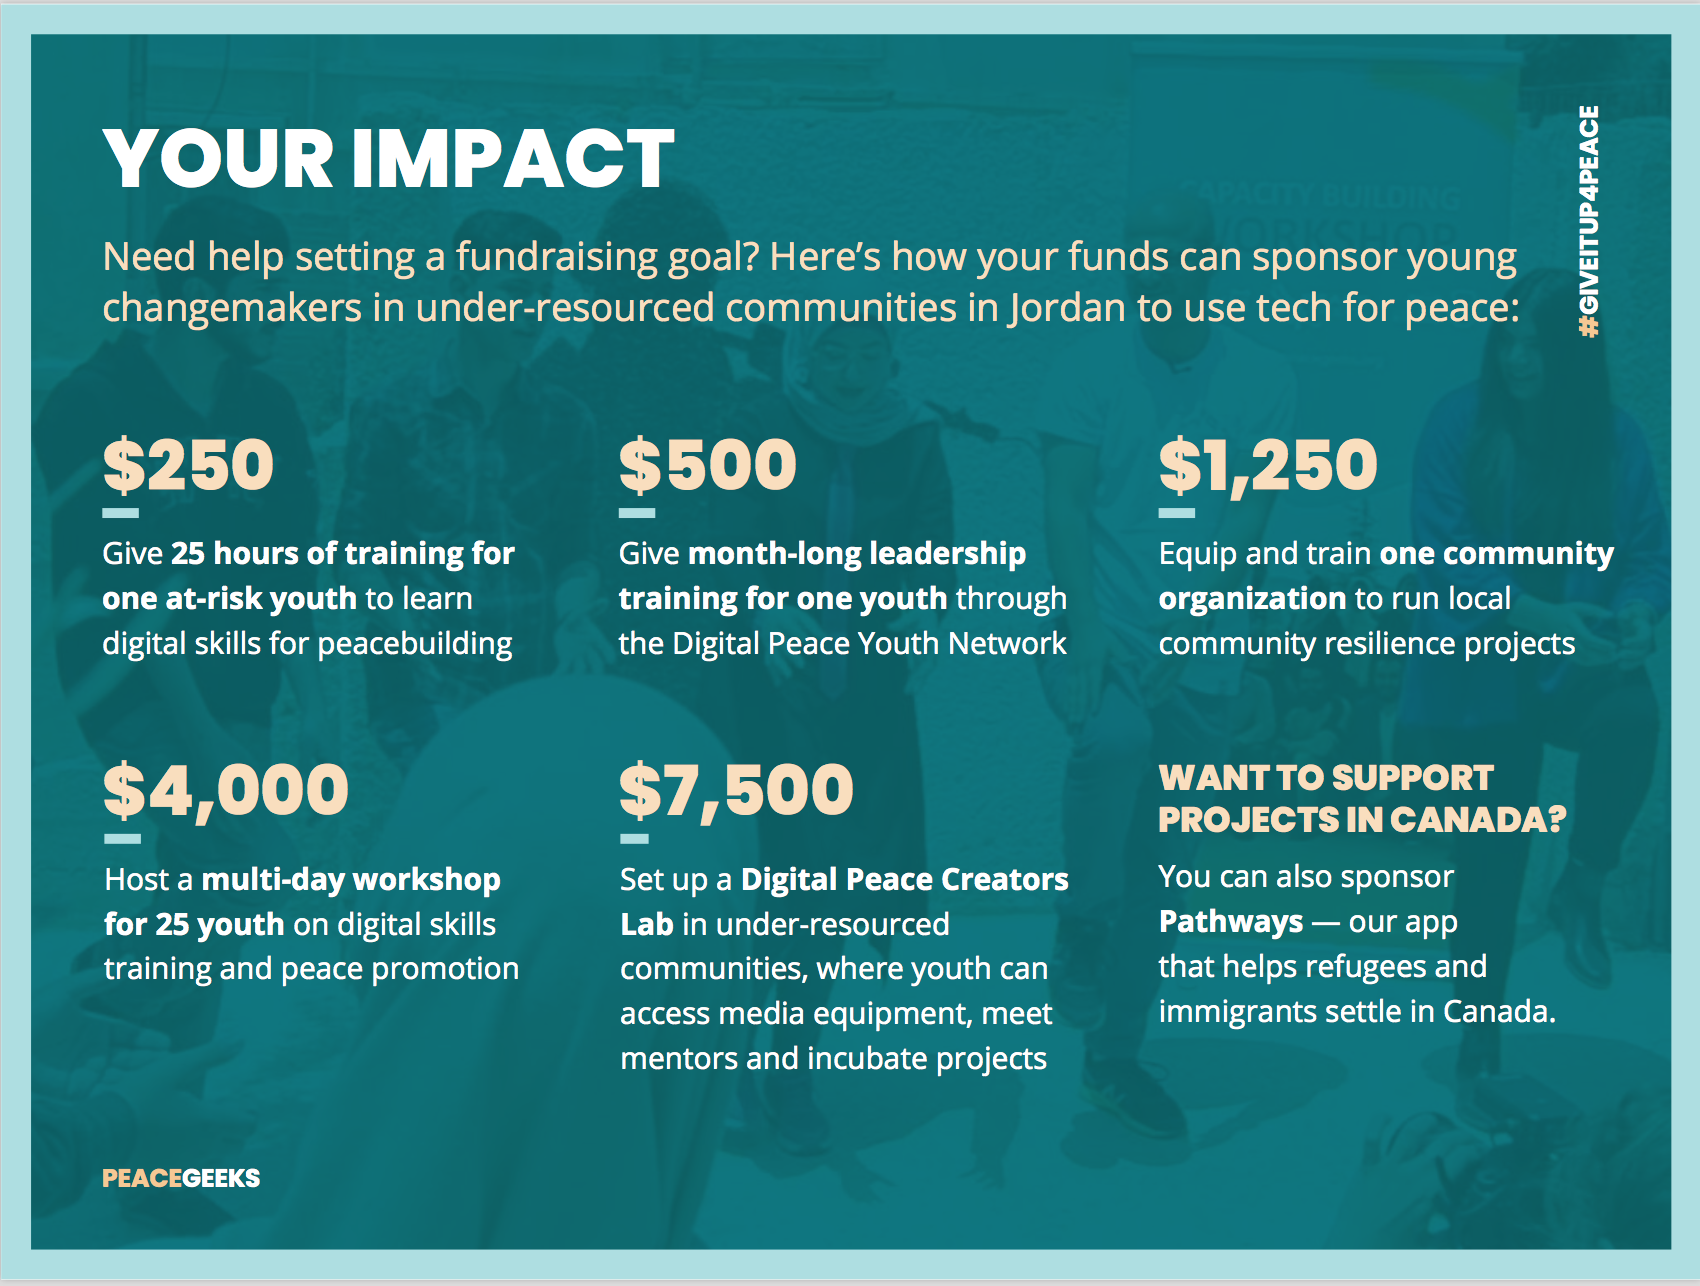 YOUR IMPACT
#GIVEITUP4PEACE
CAPACITY BUILDING
WORKSHOP
Need help setting a fundraising goal? Here's how your funds can sponsor young
changemakers in under-resourced communities in Jordan to use tech for peace:
$250
Give 25 hours of training for
one at-risk youth to learn
digital skills for peacebuilding
$500
Give month-long leadership
training for one youth through
the Digital Peace Youth Network
$1,250
Equip and train one community
organization to run local
community resilience projects
$4,000
Host a multi-day workshop
for 25 youth on digital skills
training and peace promotion
$7,500
Set up a Digital Peace Creators
Lab in under-resourced
communities, where youth can
access media equipment, meet
mentors and incubate projects
WANT TO SUPPORT
PROJECTS IN CANADA?
You can also sponsor
Pathways — our app
that helps refugees and
immigrants settle in Canada.
PEACEGEEKS